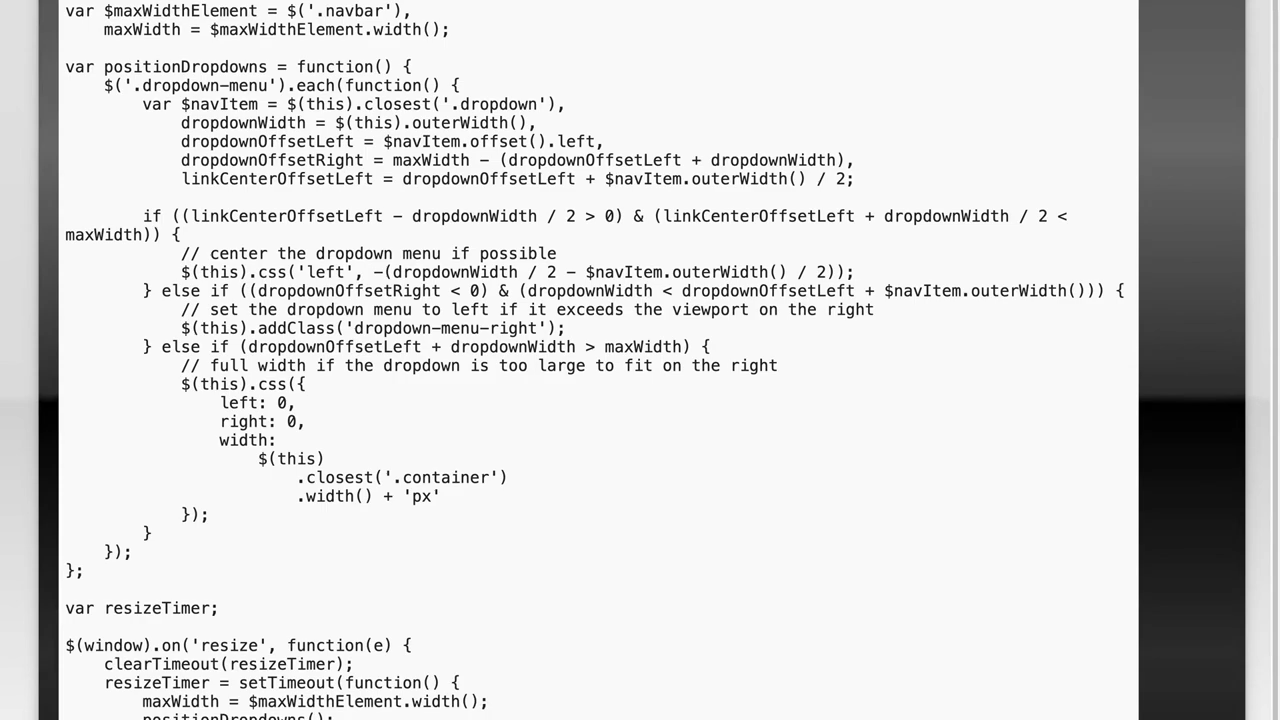 var $maxWidthElement = $('.navbar'),
    maxWidth = $maxWidthElement.width();

var positionDropdowns = function() {
    $('.dropdown-menu').each(function() {
        var $navItem = $(this).closest('.dropdown'),
            dropdownWidth = $(this).outerWidth(),
            dropdownOffsetLeft = $navItem.offset().left,
            dropdownOffsetRight = maxWidth - (dropdownOffsetLeft + dropdownWidth),
            linkCenterOffsetLeft = dropdownOffsetLeft + $navItem.outerWidth() / 2;

        if ((linkCenterOffsetLeft - dropdownWidth / 2 > 0) & (linkCenterOffsetLeft + dropdownWidth / 2 <
maxWidth)) {
            // center the dropdown menu if possible
            $(this).css('left', -(dropdownWidth / 2 - $navItem.outerWidth() / 2));
        } else if ((dropdownOffsetRight < 0) & (dropdownWidth < dropdownOffsetLeft + $navItem.outerWidth())) {
            // set the dropdown menu to left if it exceeds the viewport on the right
            $(this).addClass('dropdown-menu-right');
        } else if (dropdownOffsetLeft + dropdownWidth > maxWidth) {
            // full width if the dropdown is too large to fit on the right
            $(this).css({
                left: 0,
                right: 0,
                width:
                    $(this)
                        .closest('.container')
                        .width() + 'px'
            });
        }
    });
};

var resizeTimer;

$(window).on('resize', function(e) {
    clearTimeout(resizeTimer);
    resizeTimer = setTimeout(function() {
        maxWidth = $maxWidthElement.width();
        positionDropdowns();